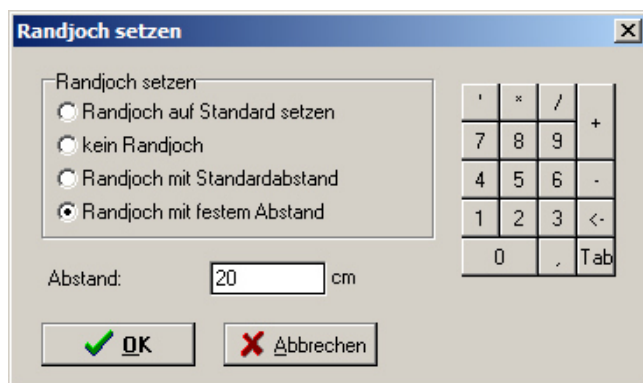 Randjoch setzen
Randjoch setzen
Randjoch auf Standard setzen
kein Randjoch
Randjoch mit Standardabstand
Randjoch mit festem Abstand
Abstand: 20 cm
OK Abbrechen
' * / +
7 8 9
4 5 6 -
1 2 3 <-
0 , Tab